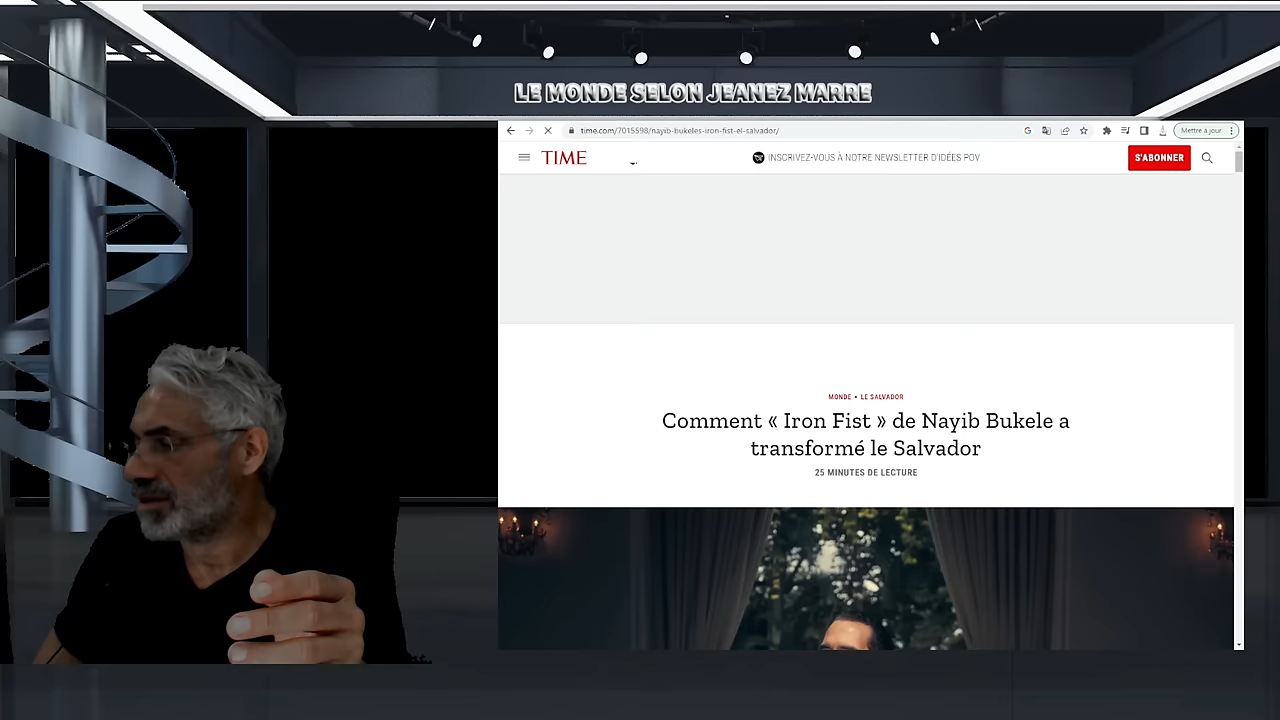 LE MONDE SELON JEANEZ MARRE
time.com/7015598/nayib-bukeles-iron-fist-el-salvador/
Mettre à jour
TIME
INSCRIVEZ-VOUS À NOTRE NEWSLETTER D'IDÉES POV
S'ABONNER
MONDE • LE SALVADOR
Comment « Iron Fist » de Nayib Bukele a
transformé le Salvador
25 MINUTES DE LECTURE